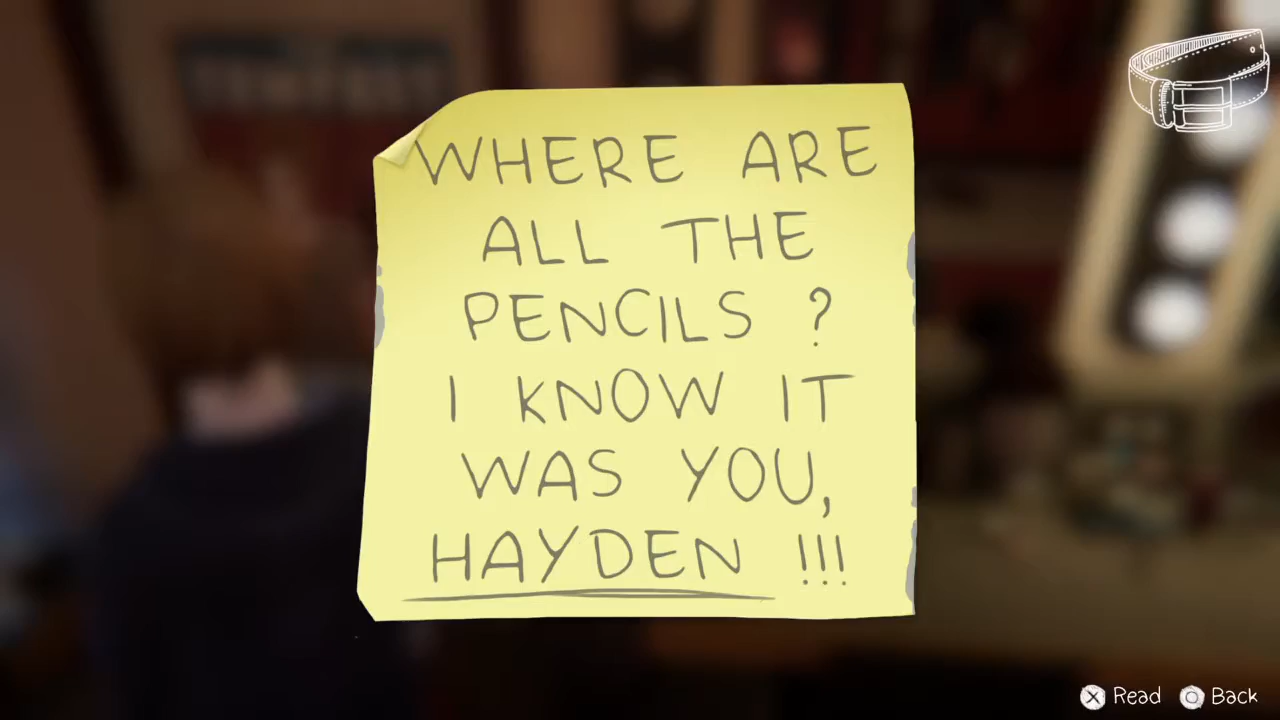 WHERE ARE
ALL THE
PENCILS ?
I KNOW IT
WAS YOU,
HAYDEN !!!
Read
Back